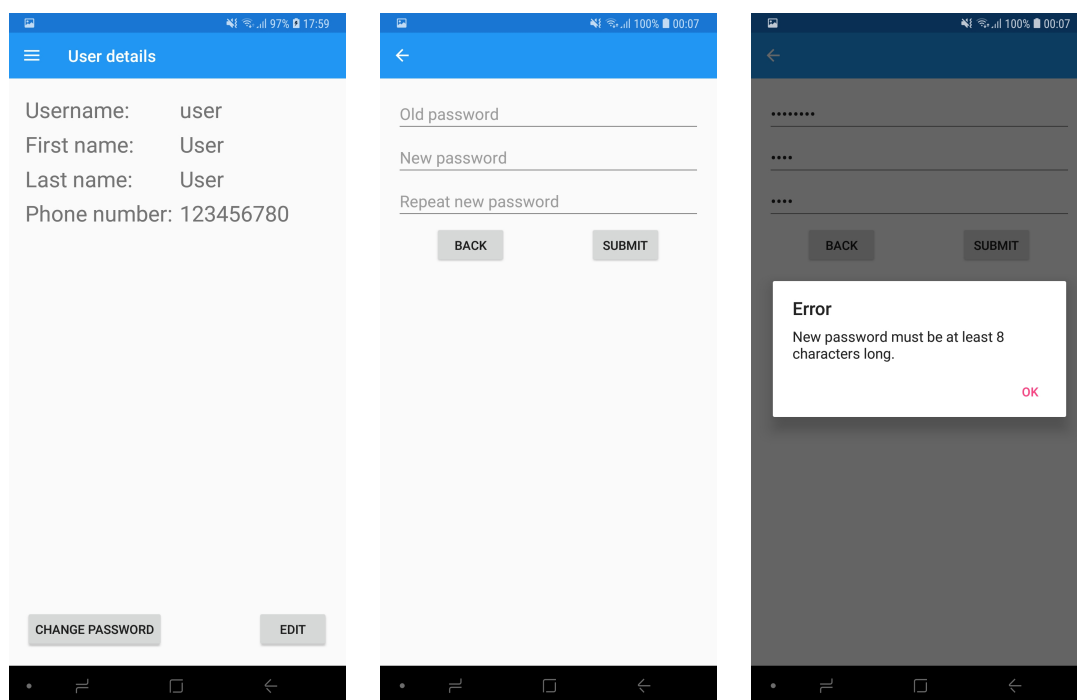 97% 17:59
User details
Username: user
First name: User
Last name: User
Phone number: 123456780
CHANGE PASSWORD EDIT
100% 00:07
Old password
New password
Repeat new password
BACK SUBMIT
100% 00:07
••••••••
••••
••••
BACK SUBMIT
Error
New password must be at least 8
characters long.
OK